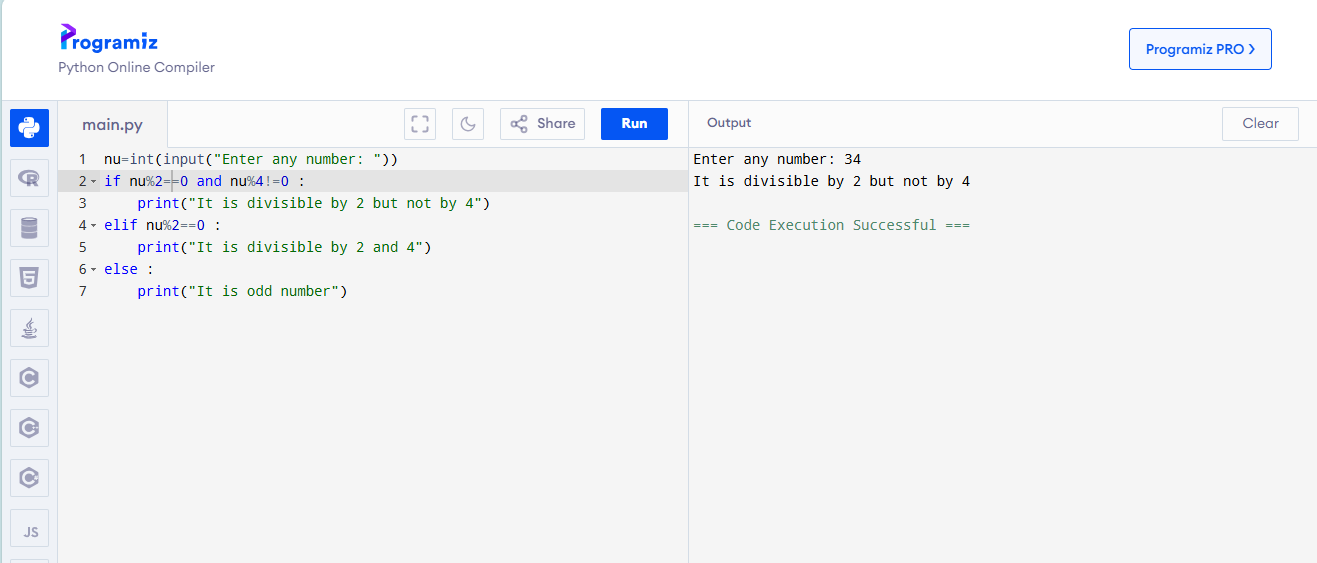 Programiz
Python Online Compiler
Programiz PRO >
main.py
Share
Run
Output
Clear
1 nu=int(input("Enter any number: "))
2 if nu%2==0 and nu%4!=0 :
3     print("It is divisible by 2 but not by 4")
4 elif nu%2==0 :
5     print("It is divisible by 2 and 4")
6 else :
7     print("It is odd number")
Enter any number: 34
It is divisible by 2 but not by 4
=== Code Execution Successful ===
R
5
C
C
C
JS